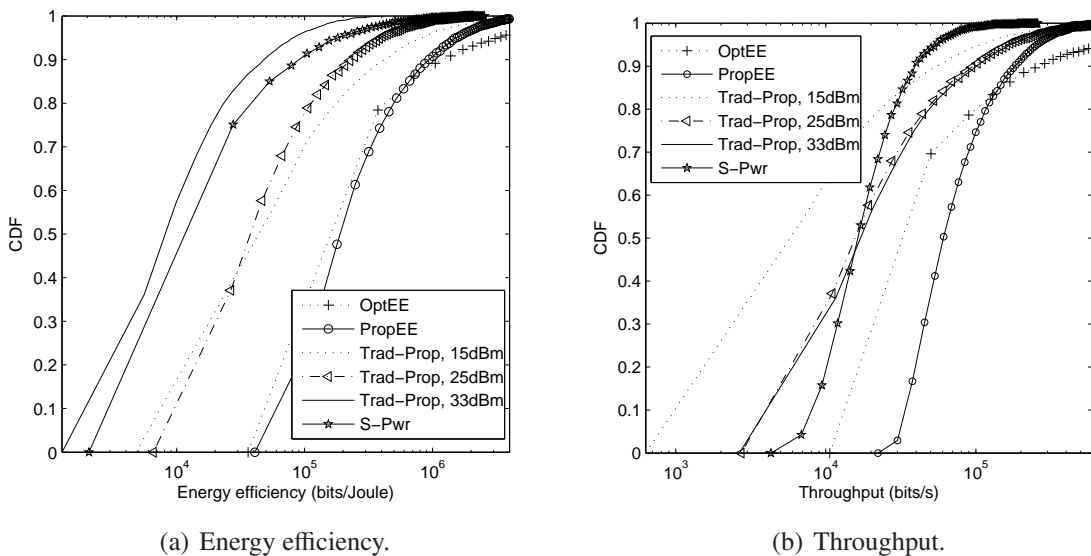 1
0.9
0.8
0.7
0.6
0.5
0.4
0.3
0.2
0.1
0
CDF
10^4
10^5
10^6
Energy efficiency (bits/Joule)
OptEE
PropEE
Trad−Prop, 15dBm
Trad−Prop, 25dBm
Trad−Prop, 33dBm
S−Pwr
(a) Energy efficiency.
1
0.9
0.8
0.7
0.6
0.5
0.4
0.3
0.2
0.1
0
CDF
OptEE
PropEE
Trad−Prop, 15dBm
Trad−Prop, 25dBm
Trad−Prop, 33dBm
S−Pwr
10^3
10^4
10^5
Throughput (bits/s)
(b) Throughput.